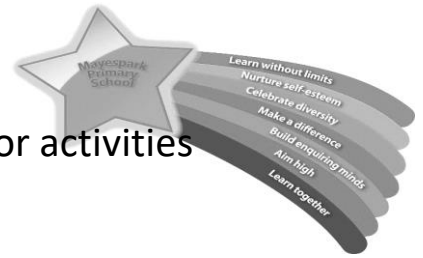 Mayespark
Primary
School
Learn without limits
Nurture self-esteem
Celebrate diversity
Make a difference
Build enquiring minds
Aim high
Learn together
or activities